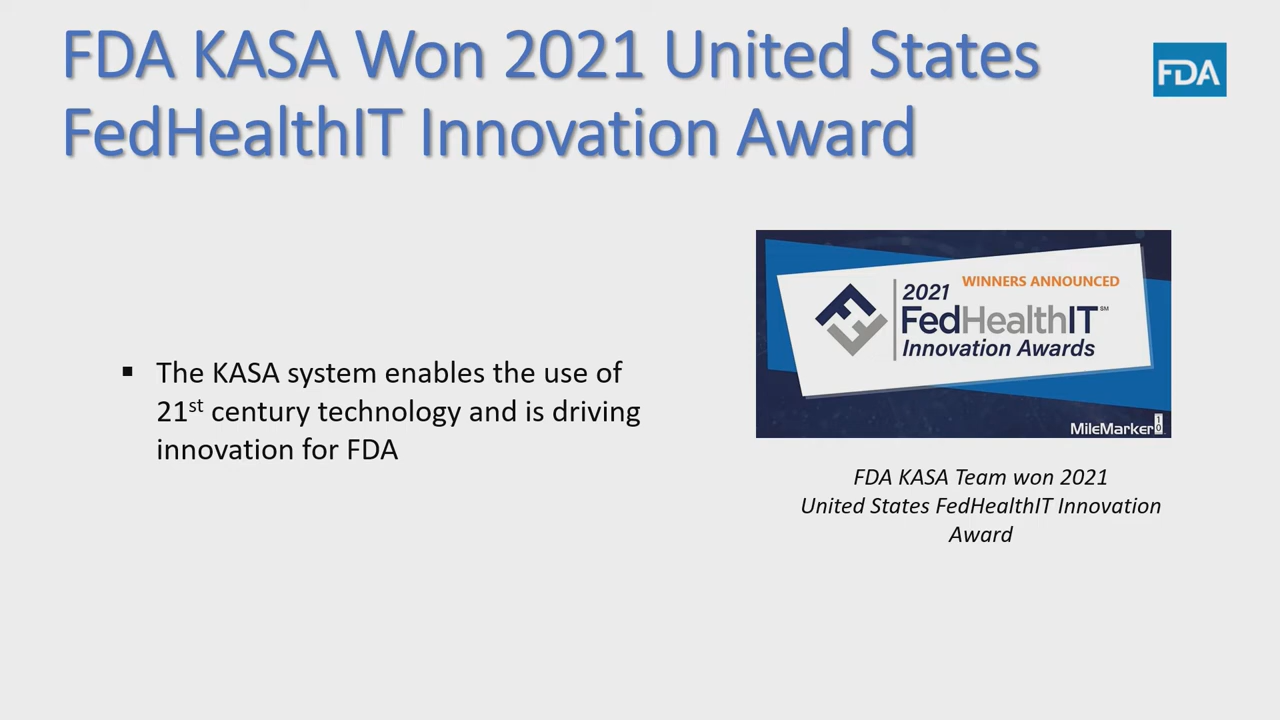 FDA KASA Won 2021 United States
FedHealthIT Innovation Award
FDA
▪ The KASA system enables the use of
21st century technology and is driving
innovation for FDA
WINNERS ANNOUNCED
2021
FedHealthIT℠
Innovation Awards
MileMarker10
FDA KASA Team won 2021
United States FedHealthIT Innovation
Award